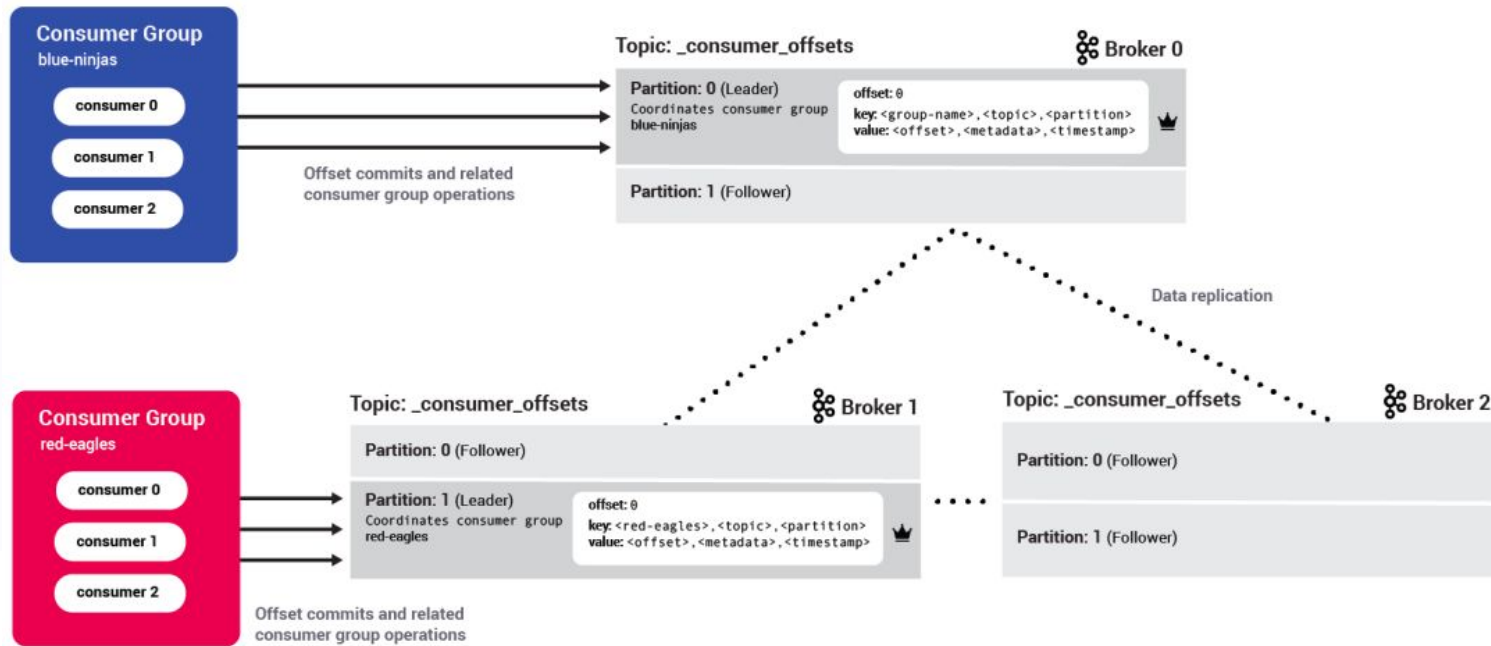 Consumer Group
blue-ninjas
consumer 0
consumer 1
consumer 2
Offset commits and related
consumer group operations
Topic: _consumer_offsets
Broker 0
Partition: 0 (Leader)
Coordinates consumer group
blue-ninjas
offset: 0
key: <group-name>,<topic>,<partition>
value: <offset>,<metadata>,<timestamp>
Partition: 1 (Follower)
Data replication
Consumer Group
red-eagles
consumer 0
consumer 1
consumer 2
Offset commits and related
consumer group operations
Topic: _consumer_offsets
Broker 1
Partition: 0 (Follower)
Partition: 1 (Leader)
Coordinates consumer group
red-eagles
offset: 0
key: <red-eagles>,<topic>,<partition>
value: <offset>,<metadata>,<timestamp>
Topic: _consumer_offsets
Broker 2
Partition: 0 (Follower)
Partition: 1 (Follower)